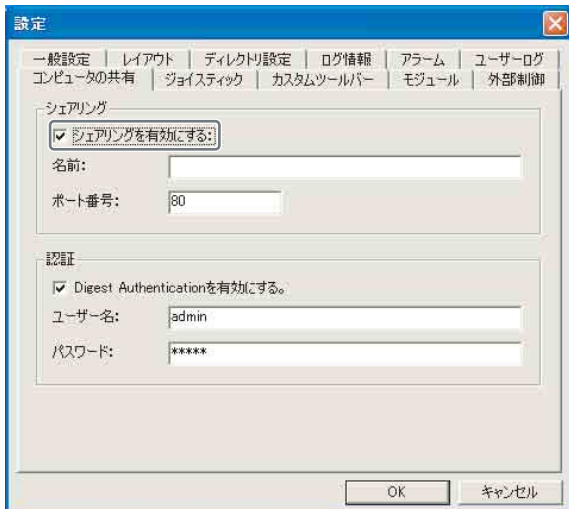 設定
一般設定 レイアウト ディレクトリ設定 ログ情報 アラーム ユーザーログ
コンピュータの共有 ジョイスティック カスタムツールバー モジュール 外部制御
シェアリング
シェアリングを有効にする:
名前:
ポート番号: 80
認証
Digest Authenticationを有効にする。
ユーザー名: admin
パスワード: *****
OK キャンセル